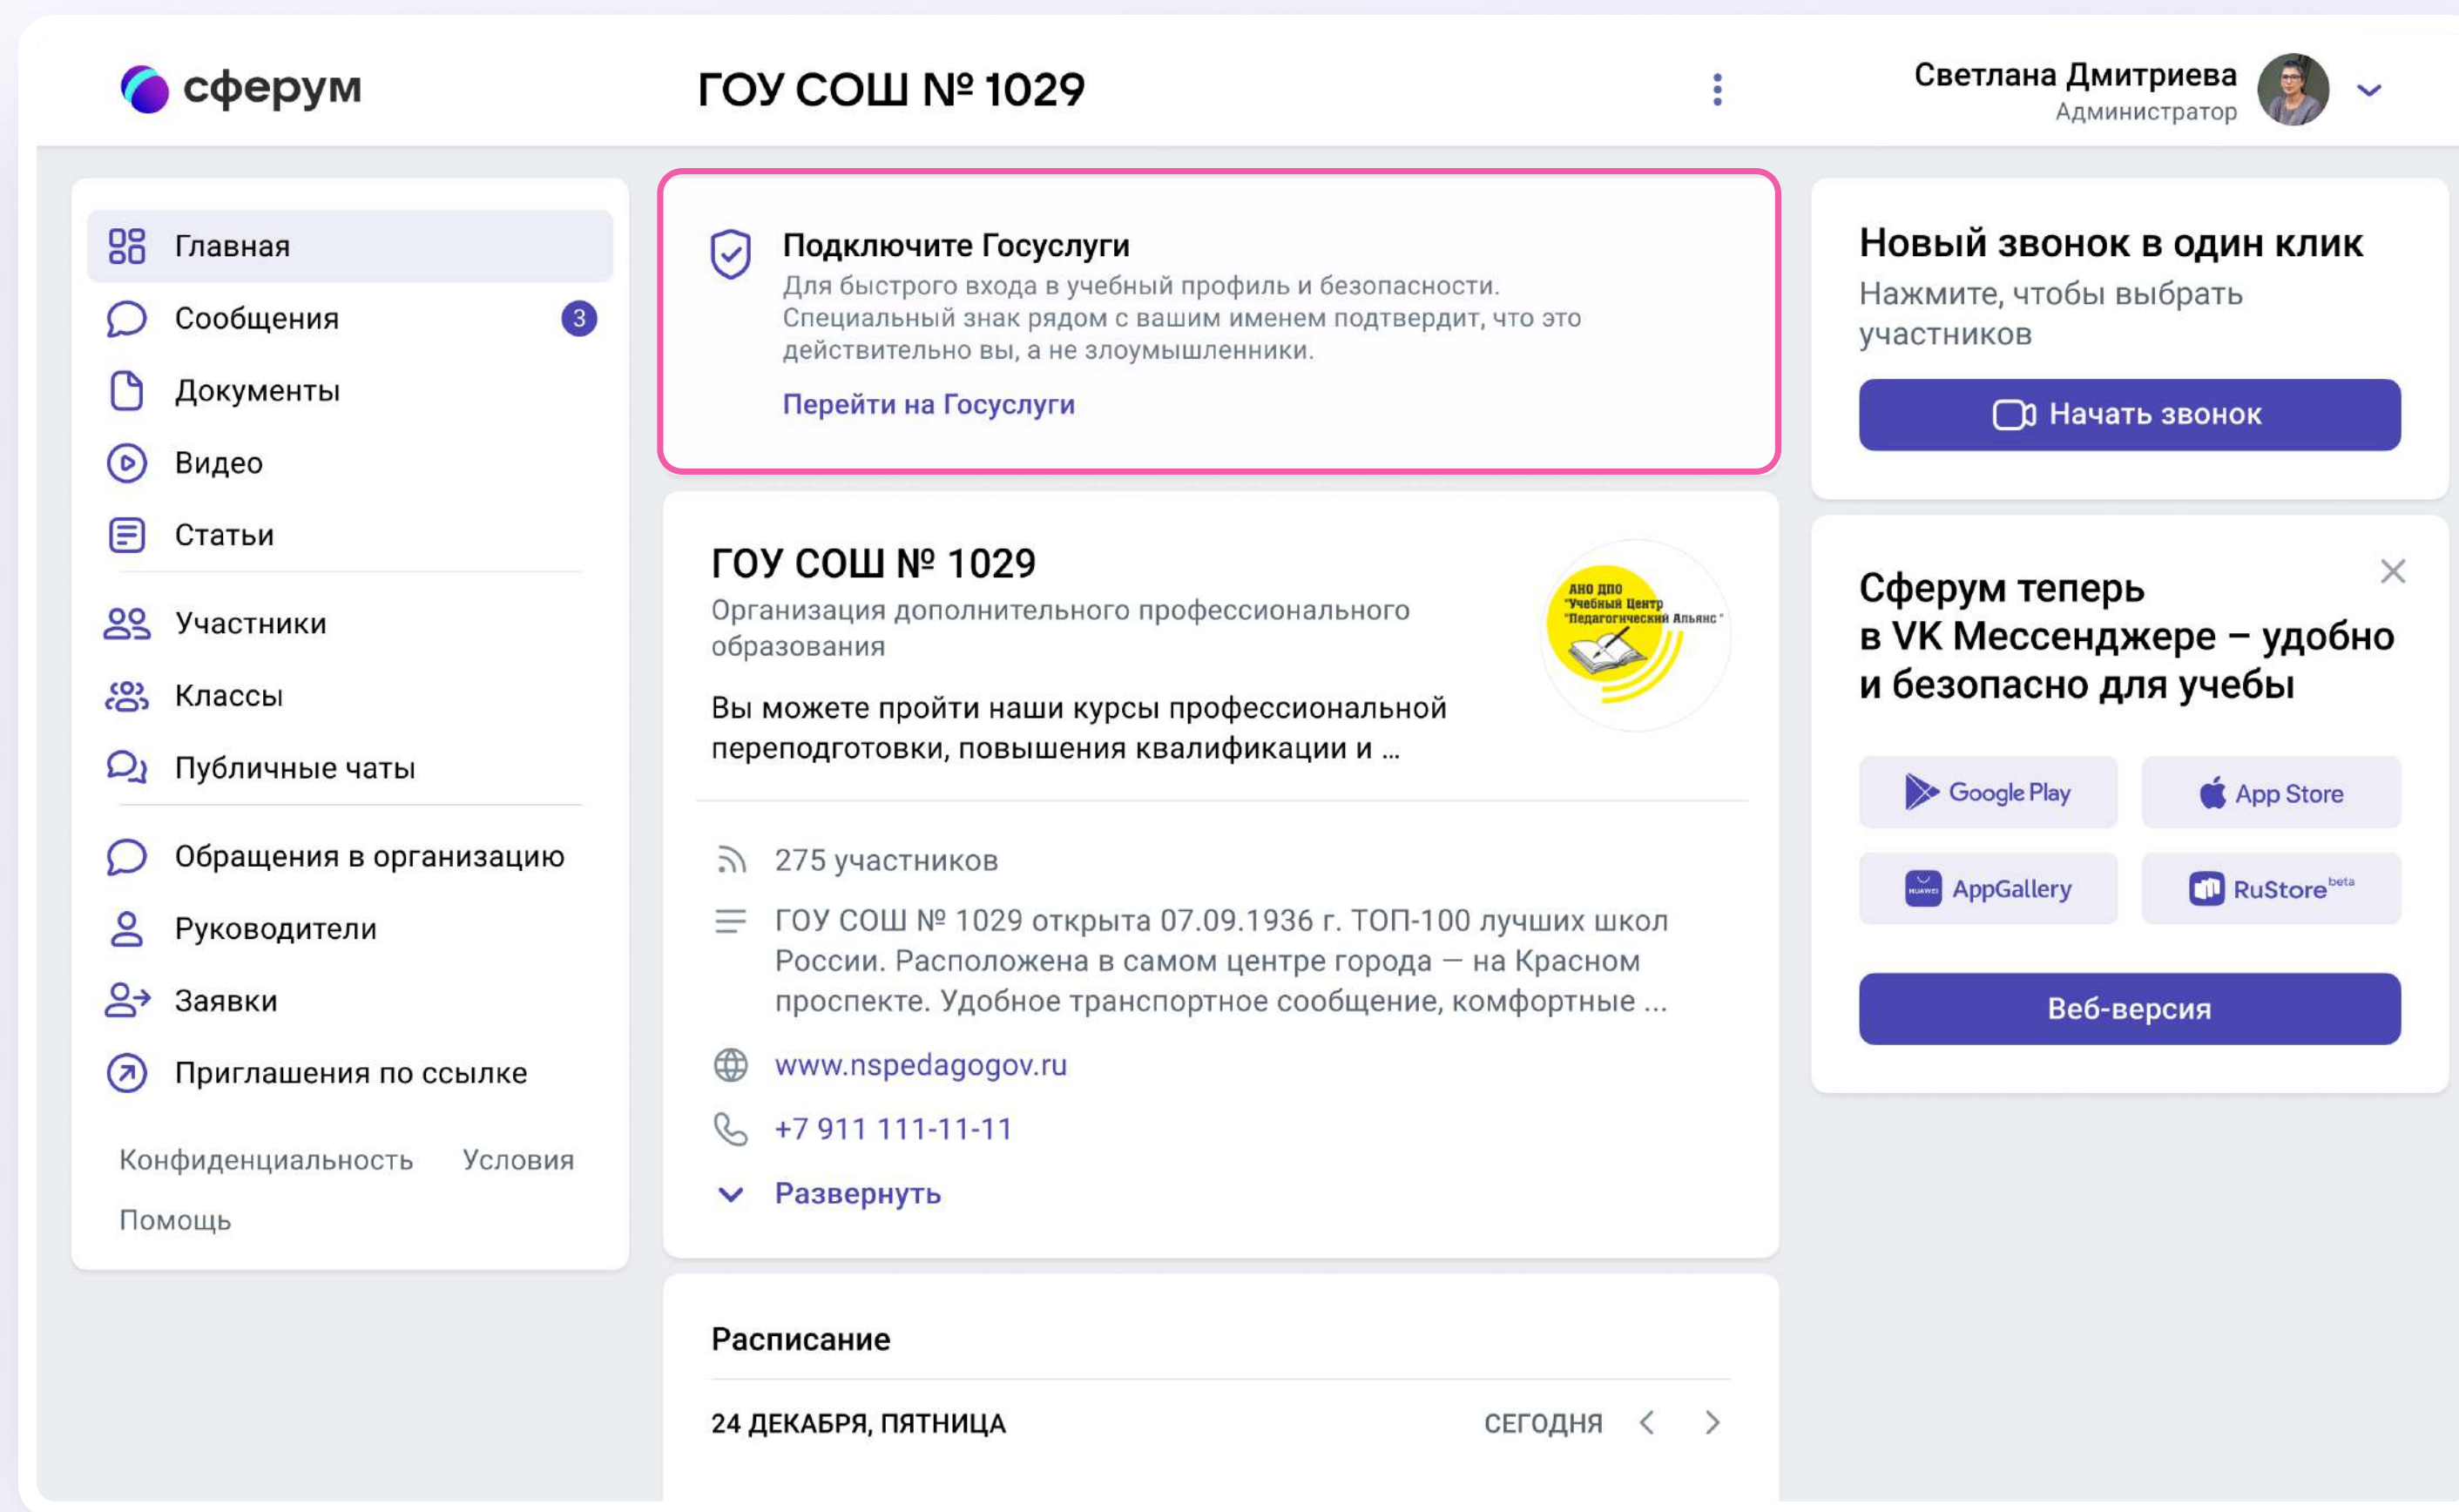 сферум
ГОУ СОШ № 1029
Светлана Дмитриева
Администратор
Главная
Сообщения
3
Документы
Видео
Статьи
Участники
Классы
Публичные чаты
Обращения в организацию
Руководители
Заявки
Приглашения по ссылке
Конфиденциальность Условия
Помощь
Подключите Госуслуги
Для быстрого входа в учебный профиль и безопасности.
Специальный знак рядом с вашим именем подтвердит, что это
действительно вы, а не злоумышленники.
Перейти на Госуслуги
ГОУ СОШ № 1029
Организация дополнительного профессионального
образования
Вы можете пройти наши курсы профессиональной
переподготовки, повышения квалификации и ...
АНО ДПО
"Учебный Центр
"Педагогический Альянс"
275 участников
ГОУ СОШ № 1029 открыта 07.09.1936 г. ТОП-100 лучших школ
России. Расположена в самом центре города — на Красном
проспекте. Удобное транспортное сообщение, комфортные ...
www.nspedagogov.ru
+7 911 111-11-11
Развернуть
Расписание
24 ДЕКАБРЯ, ПЯТНИЦА
СЕГОДНЯ
Новый звонок в один клик
Нажмите, чтобы выбрать
участников
Начать звонок
Сферум теперь
в VK Мессенджере – удобно
и безопасно для учебы
Google Play
App Store
HUAWEI AppGallery
RuStore beta
Веб-версия